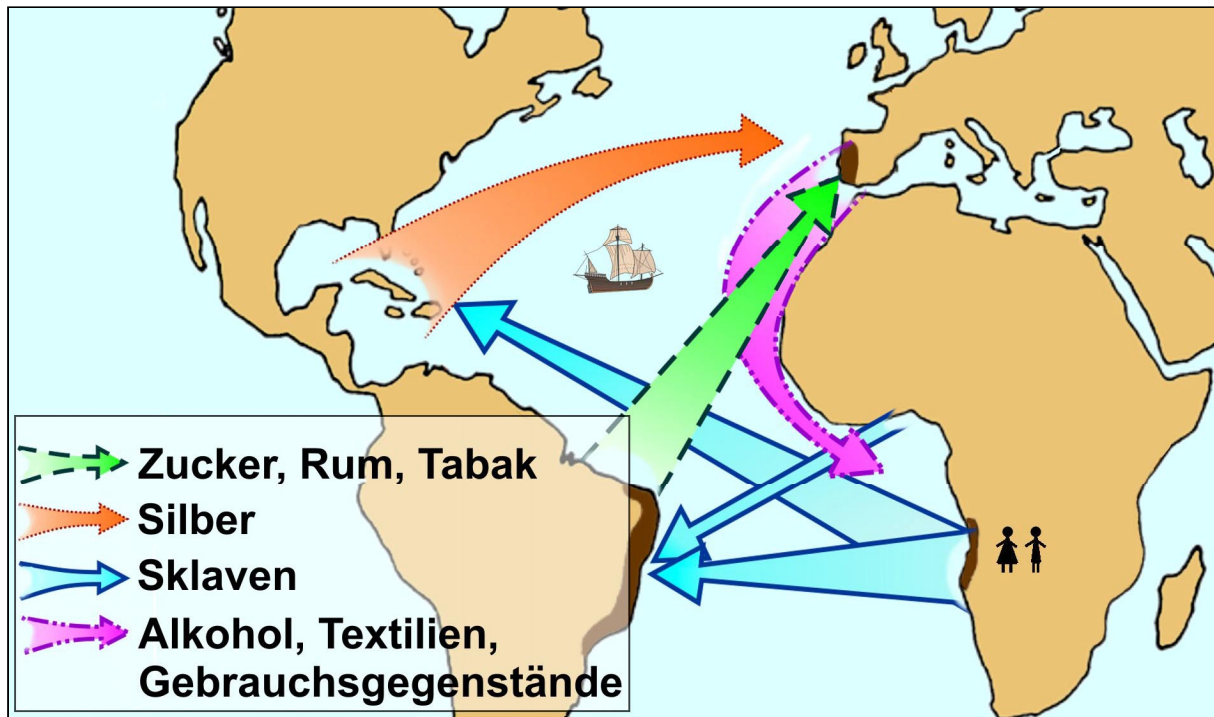 Zucker, Rum, Tabak
Silber
Sklaven
Alkohol, Textilien,
Gebrauchsgegenstände